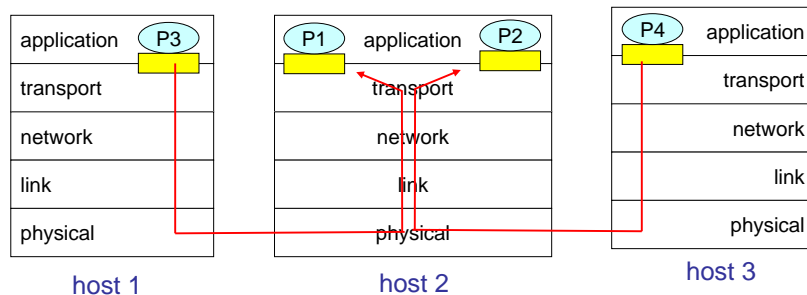 application P3
transport
network
link
physical
host 1
P1 application P2
transport
network
link
physical
host 2
P4 application
transport
network
link
physical
host 3